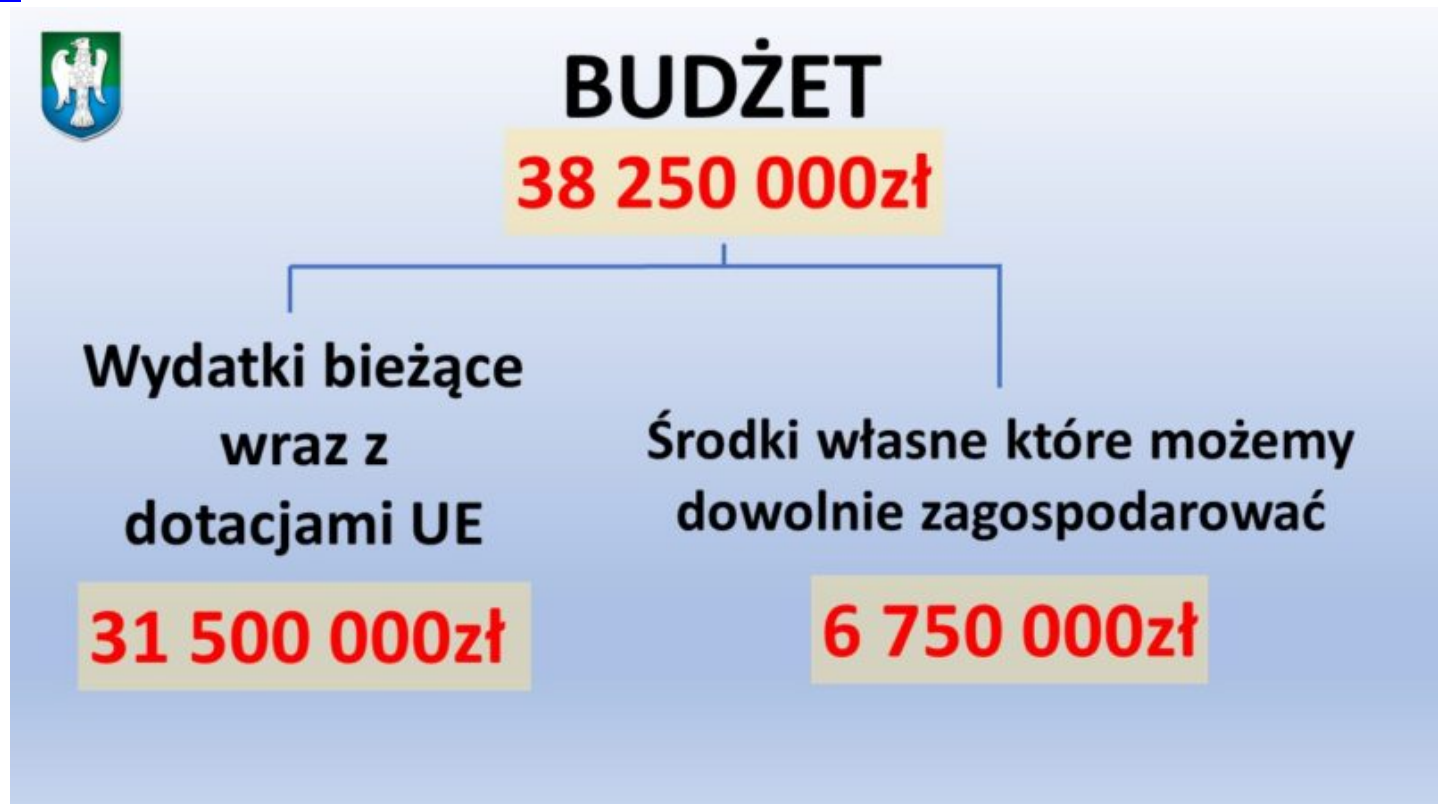 BUDŻET
38 250 000zł
Wydatki bieżące
wraz z
dotacjami UE
31 500 000zł
Środki własne które możemy
dowolnie zagospodarować
6 750 000zł